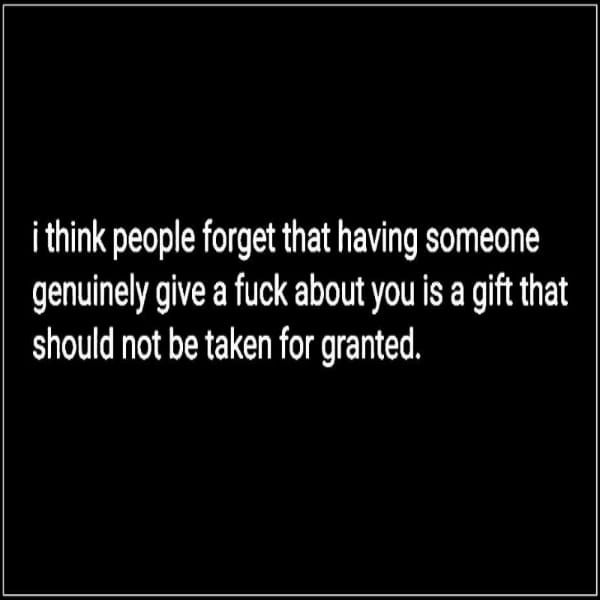 i think people forget that having someone
genuinely give a fuck about you is a gift that
should not be taken for granted.